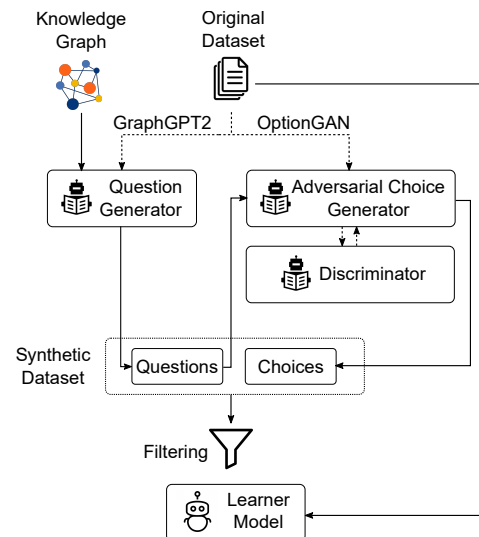 Knowledge
Graph
Original
Dataset
GraphGPT2
OptionGAN
Question
Generator
Adversarial Choice
Generator
Discriminator
Synthetic
Dataset
Questions
Choices
Filtering
Learner
Model